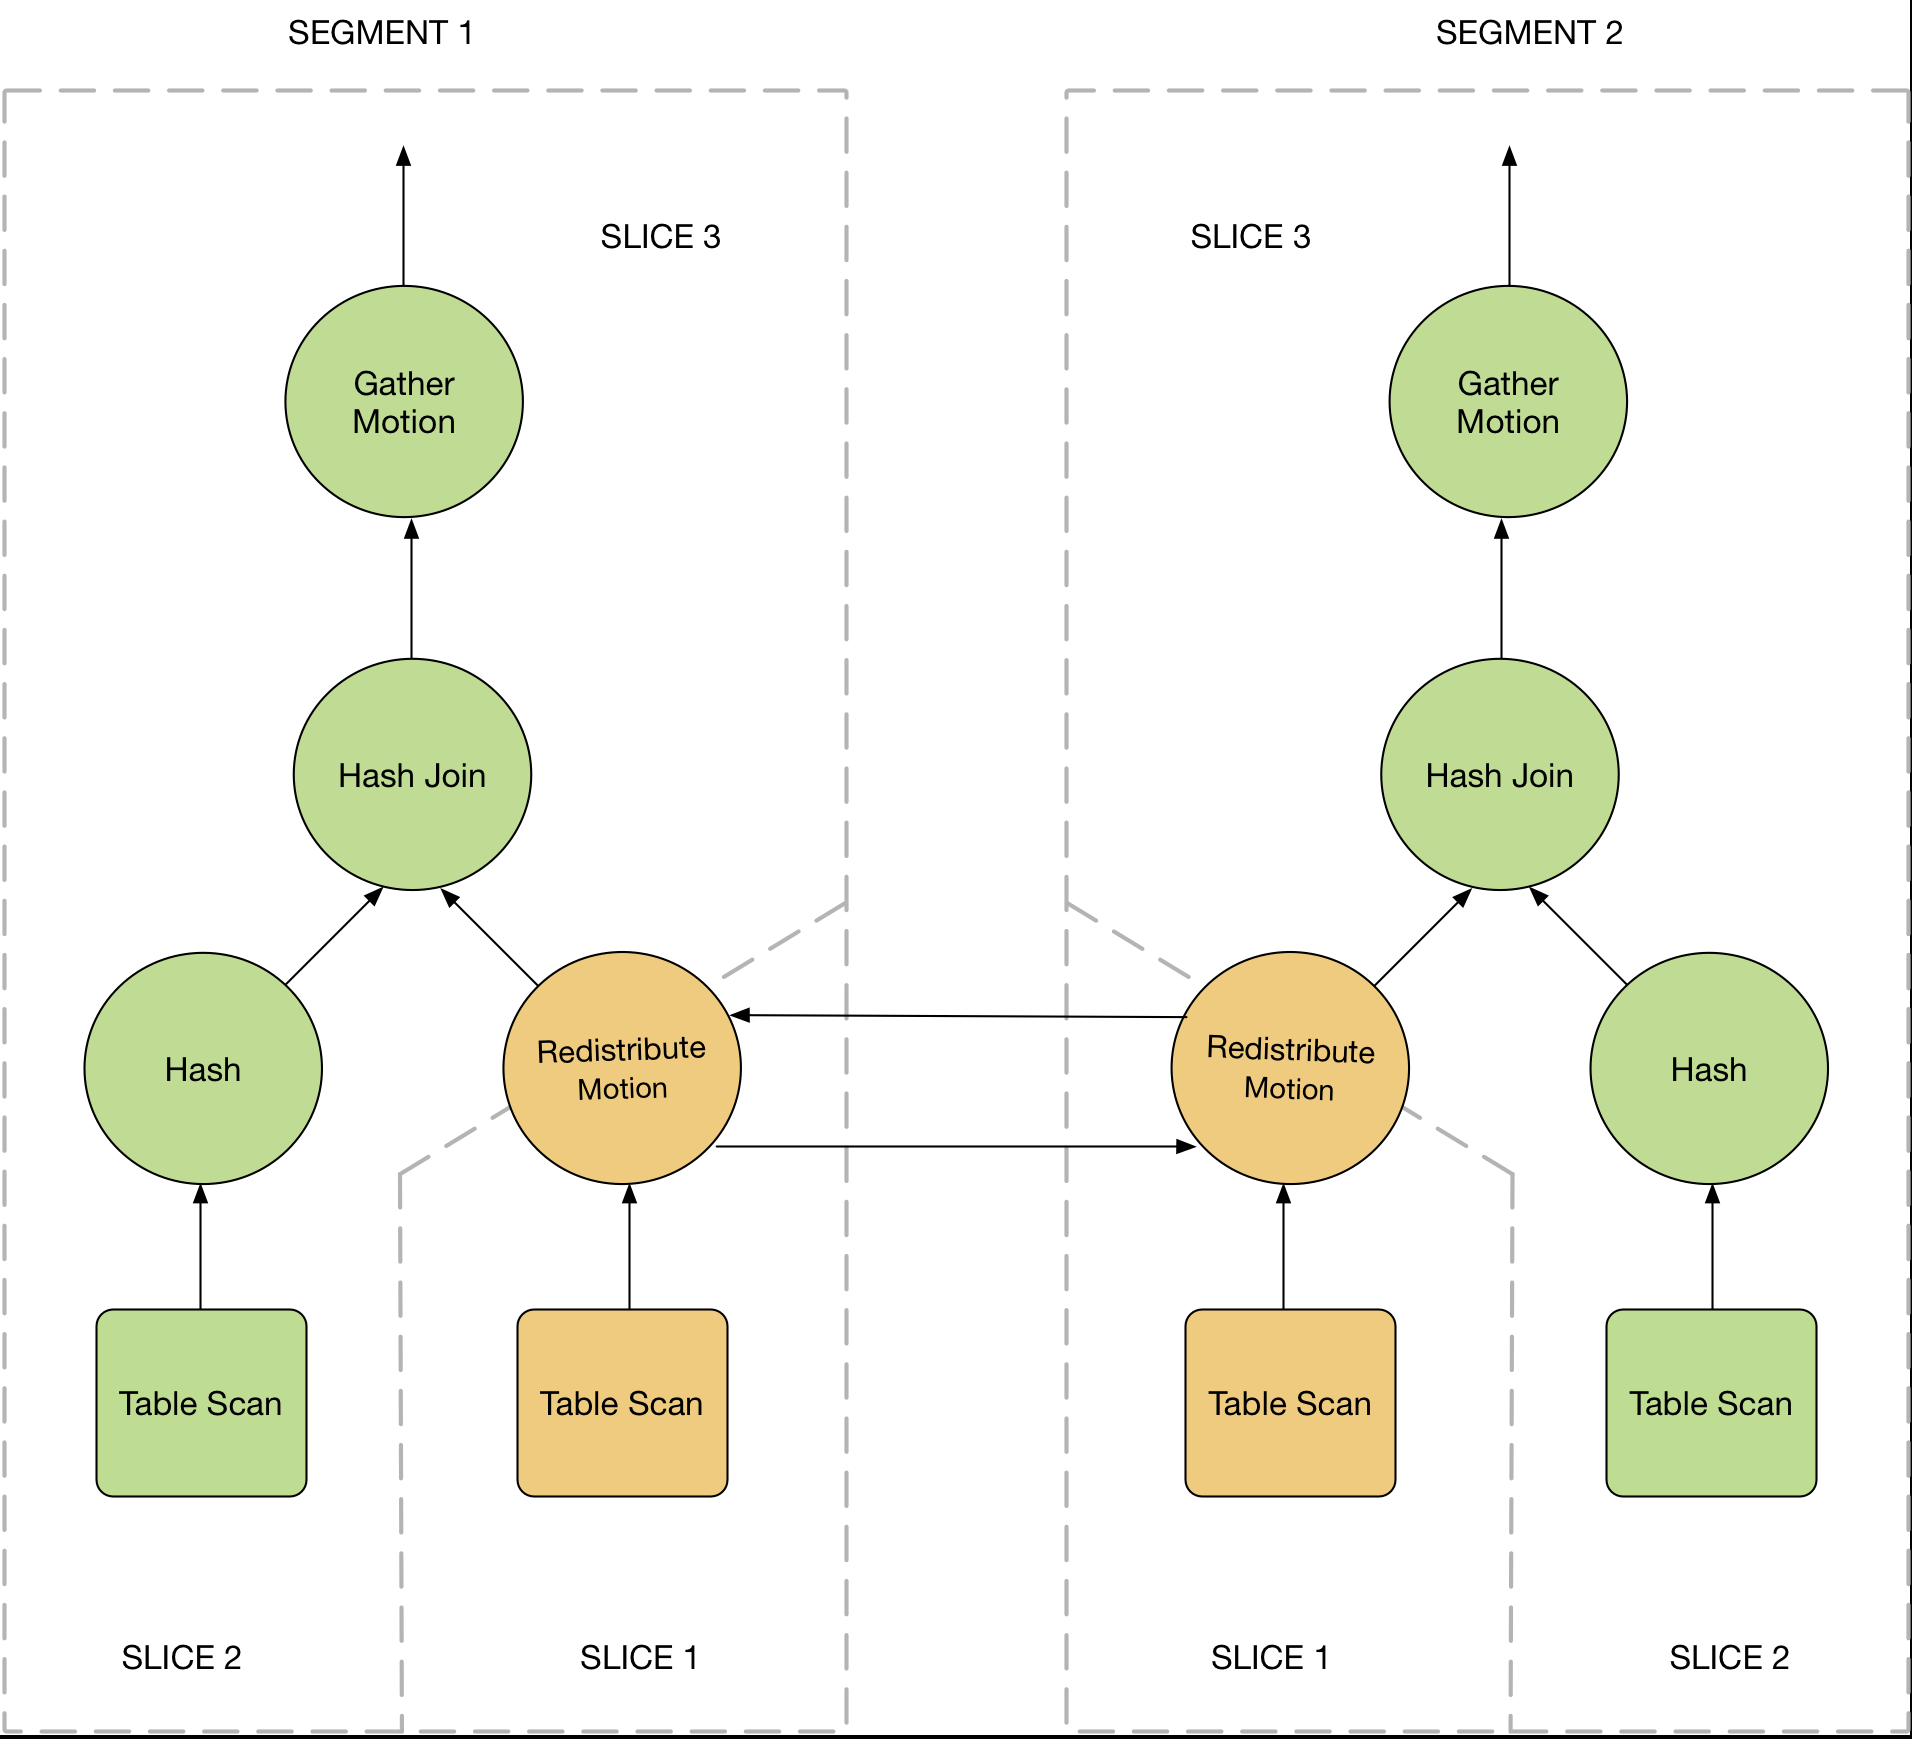 SEGMENT 1
SEGMENT 2
SLICE 3
SLICE 3
Gather
Motion
Gather
Motion
Hash Join
Hash Join
Hash
Redistribute
Motion
Redistribute
Motion
Hash
Table Scan
Table Scan
Table Scan
Table Scan
SLICE 2
SLICE 1
SLICE 1
SLICE 2